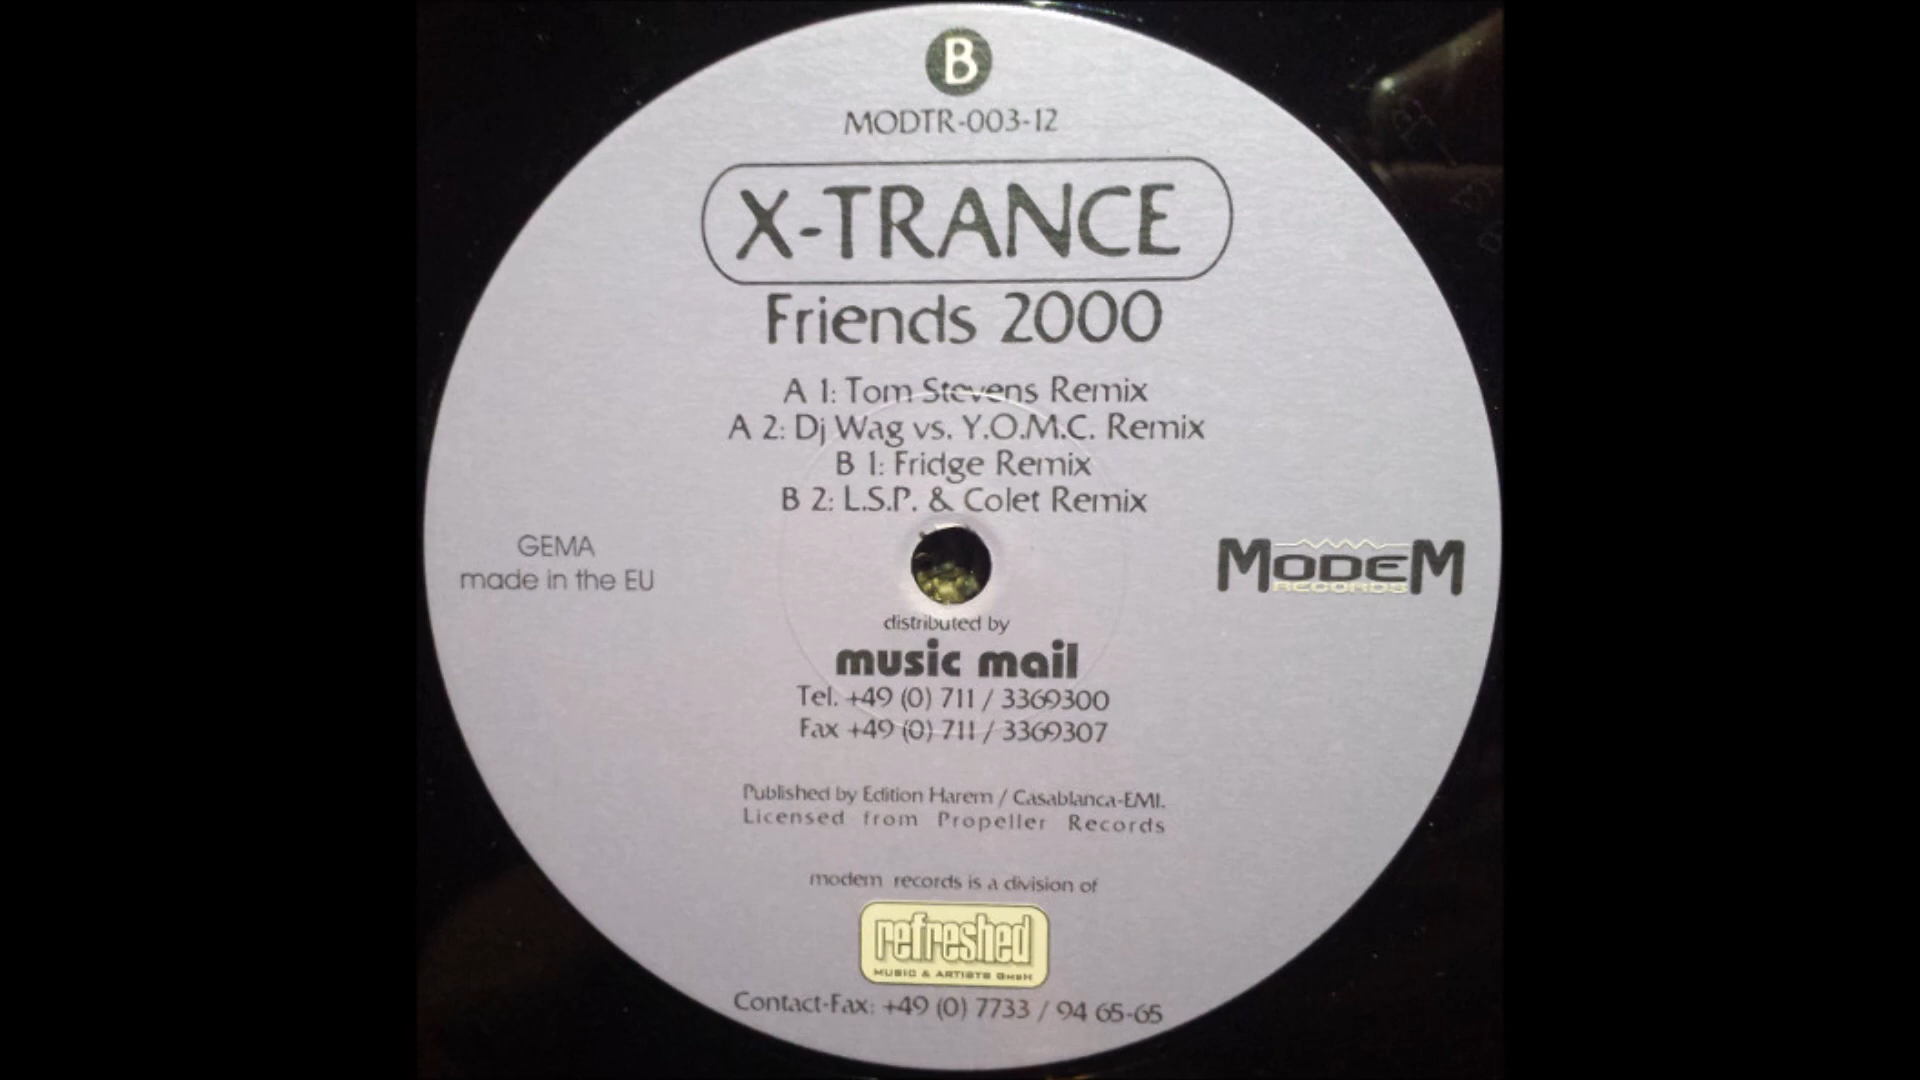 B
MODTR-003-12
X-TRANCE
Friends 2000
A 1: Tom Stevens Remix
A 2: Dj Wag vs. Y.O.M.C. Remix
B 1: Fridge Remix
B 2: L.S.P. & Colet Remix
GEMA
made in the EU
MODEM
RECORDS
distributed by
music mail
Tel. +49 (0) 711 / 3369300
Fax +49 (0) 711 / 3369307
Published by Edition Harem / Casablanca-EMI.
Licensed from Propeller Records
modem records is a division of
refreshed
MUSIC & ARTISTS GMBH
Contact-Fax: +49 (0) 7733 / 94 65-65